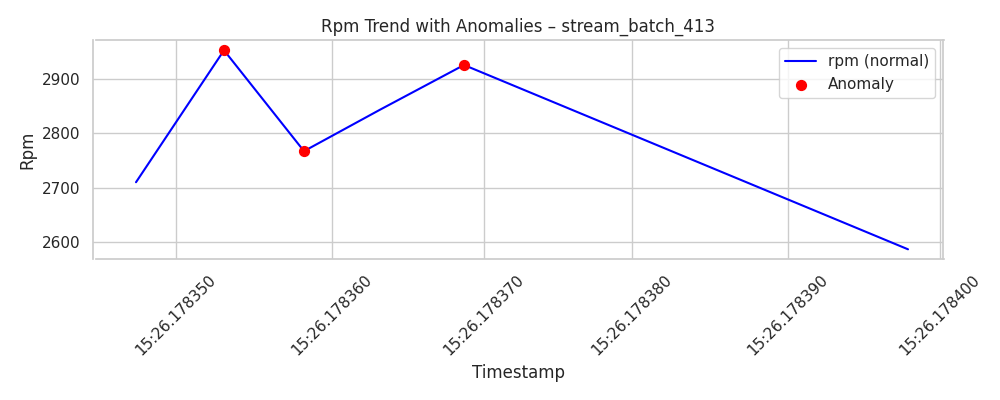 Rpm Trend with Anomalies – stream_batch_413
rpm (normal)
Anomaly
Rpm
2900
2800
2700
2600
15:26.178350
15:26.178360
15:26.178370
15:26.178380
15:26.178390
15:26.178400
Timestamp